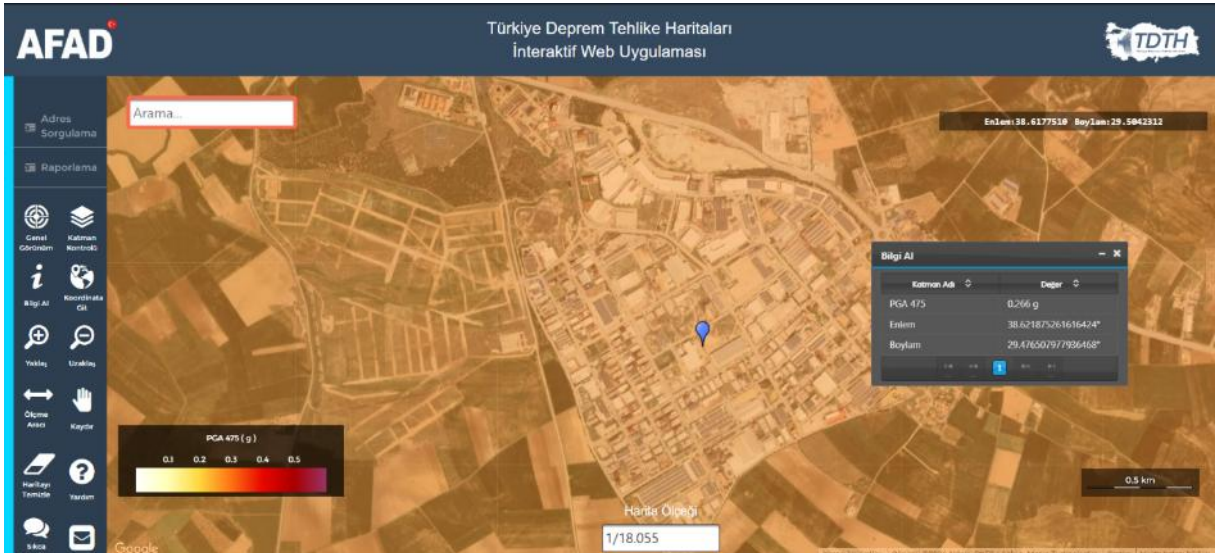 AFAD
Türkiye Deprem Tehlike Haritaları
İnteraktif Web Uygulaması
TDTH
Adres
Sorgulama
Raporlama
Genel
Görünüm
Katman
Kontrolü
Bilgi Al
Koordinata
Git
Yaklaş
Uzaklaş
Ölçme
Aracı
Kaydır
Haritayı
Temizle
Yardım
Sıkça
Arama...
Enlem:38.6177510 Boylam:29.5042312
Bilgi Al
Katman Adı Değer
PGA 475 0.266 g
Enlem 38.621875261616424°
Boylam 29.476507977936468°
1
PGA 475 ( g )
0.1 0.2 0.3 0.4 0.5
0.5 km
Harita Ölçeği
1/18.055
Google